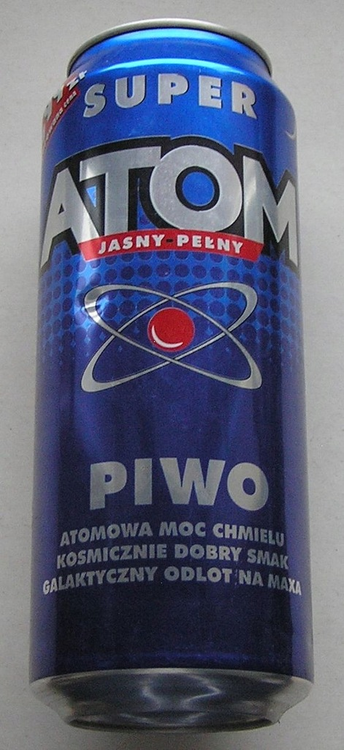 SUPER
ATOM
JASNY-PEŁNY
PIWO
ATOMOWA MOC CHMIELU
KOSMICZNIE DOBRY SMAK
GALAKTYCZNY ODLOT NA MAXA